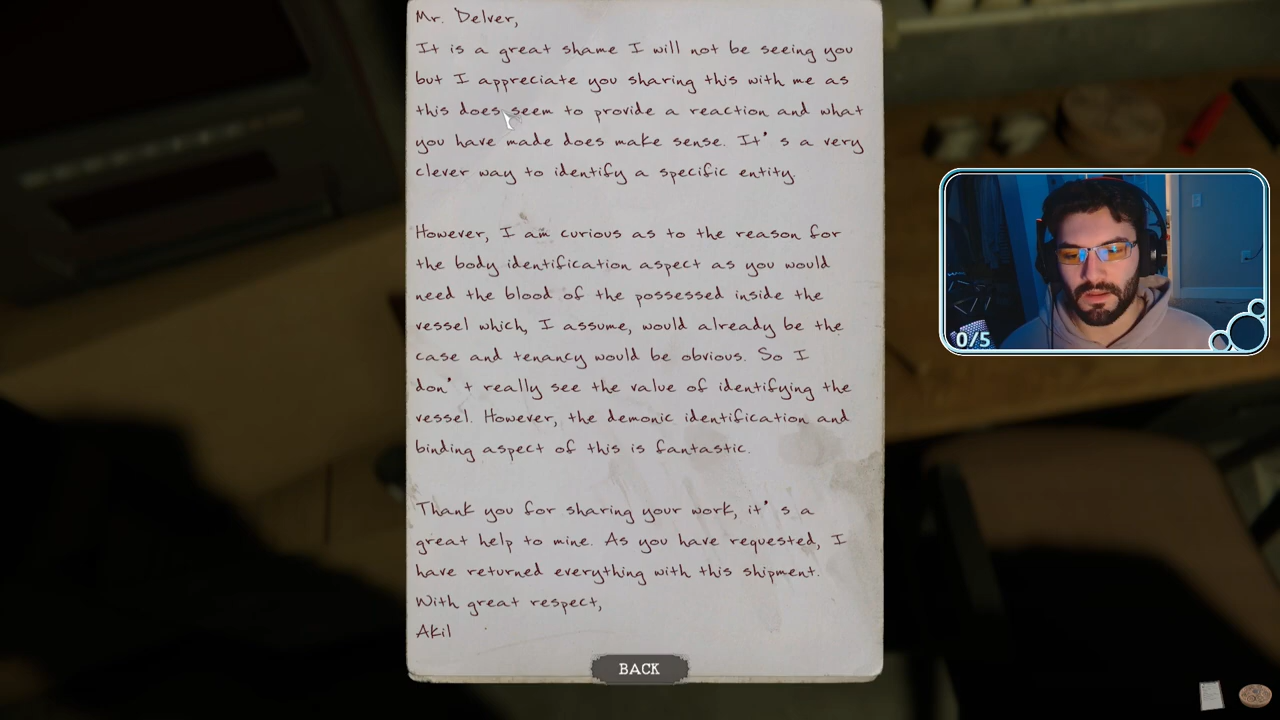 Mr. Delver,
It is a great shame I will not be seeing you
but I appreciate you sharing this with me as
this does seem to provide a reaction and what
you have made does make sense. It's a very
clever way to identify a specific entity.
However, I am curious as to the reason for
the body identification aspect as you would
need the blood of the possessed inside the
vessel which, I assume, would already be the
case and tenancy would be obvious. So I
don't really see the value of identifying the
vessel. However, the demonic identification and
binding aspect of this is fantastic.
Thank you for sharing your work, it's a
great help to mine. As you have requested, I
have returned everything with this shipment.
With great respect,
Akil
BACK
0/5